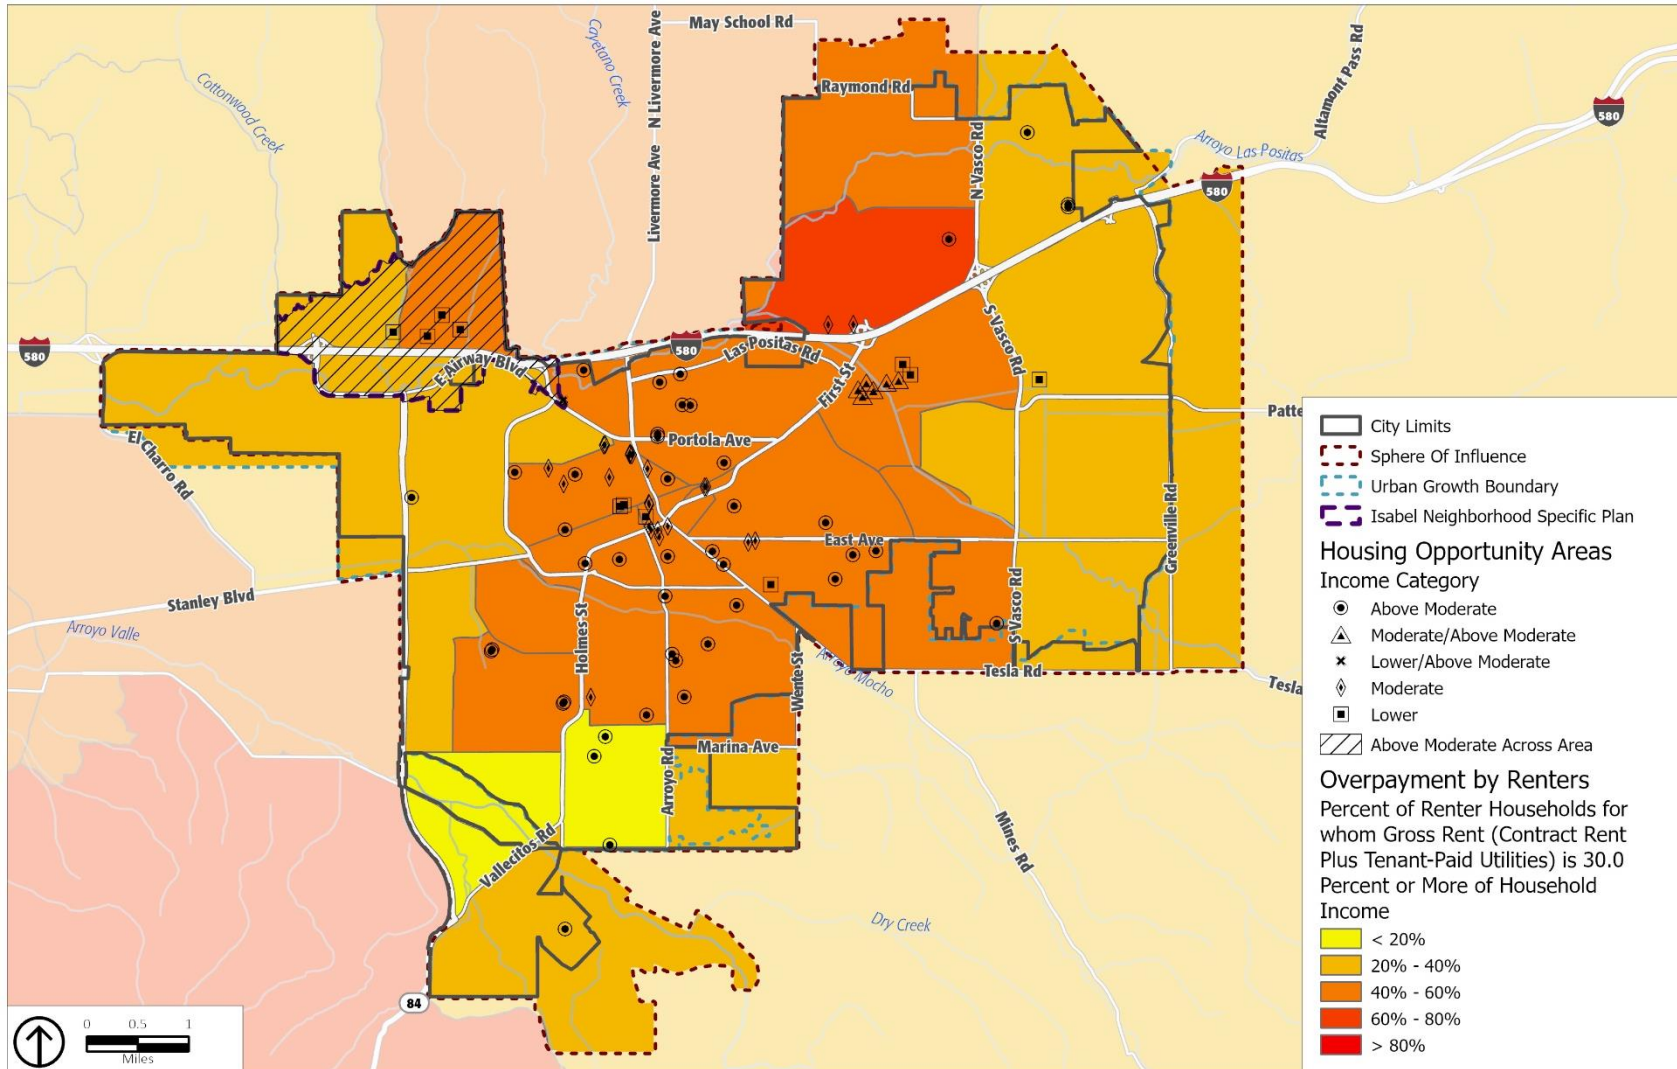 May School Rd
Cayetano Creek
N Livermore Ave
Livermore Ave
Cottonwood Creek
Raymond Rd
N Vasco Rd
Altamont Pass Rd
580
Arroyo Las Positas
580
580
580
E Airway Blvd
Las Positas Rd
First St
S Vasco Rd
Patte
El Charro Rd
Portola Ave
East Ave
Greenville Rd
Stanley Blvd
Arroyo Valle
Holmes St
S Vasco Rd
Tesla Rd
Tesla
Arroyo Mocho
Wente St
Marina Ave
Arroyo Rd
Vallecitos Rd
Mines Rd
Dry Creek
84
0 0.5 1
Miles
City Limits
Sphere Of Influence
Urban Growth Boundary
Isabel Neighborhood Specific Plan
Housing Opportunity Areas
Income Category
Above Moderate
Moderate/Above Moderate
Lower/Above Moderate
Moderate
Lower
Above Moderate Across Area
Overpayment by Renters
Percent of Renter Households for
whom Gross Rent (Contract Rent
Plus Tenant-Paid Utilities) is 30.0
Percent or More of Household
Income
< 20%
20% - 40%
40% - 60%
60% - 80%
> 80%